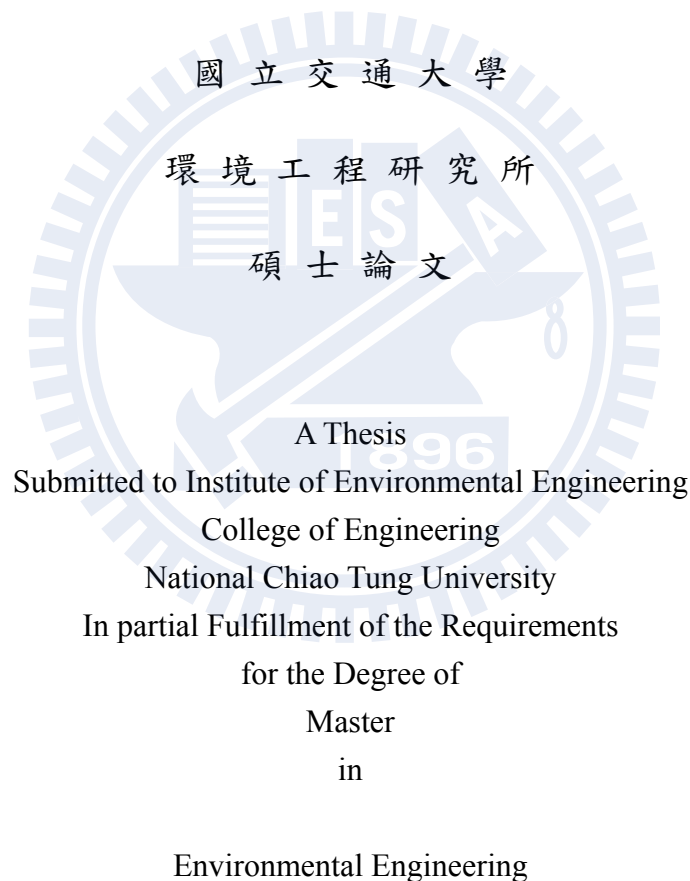 國 立 交 通 大 學
環 境 工 程 研 究 所
碩 士 論 文
ESA
1896
A Thesis
Submitted to Institute of Environmental Engineering
College of Engineering
National Chiao Tung University
In partial Fulfillment of the Requirements
for the Degree of
Master
in
Environmental Engineering